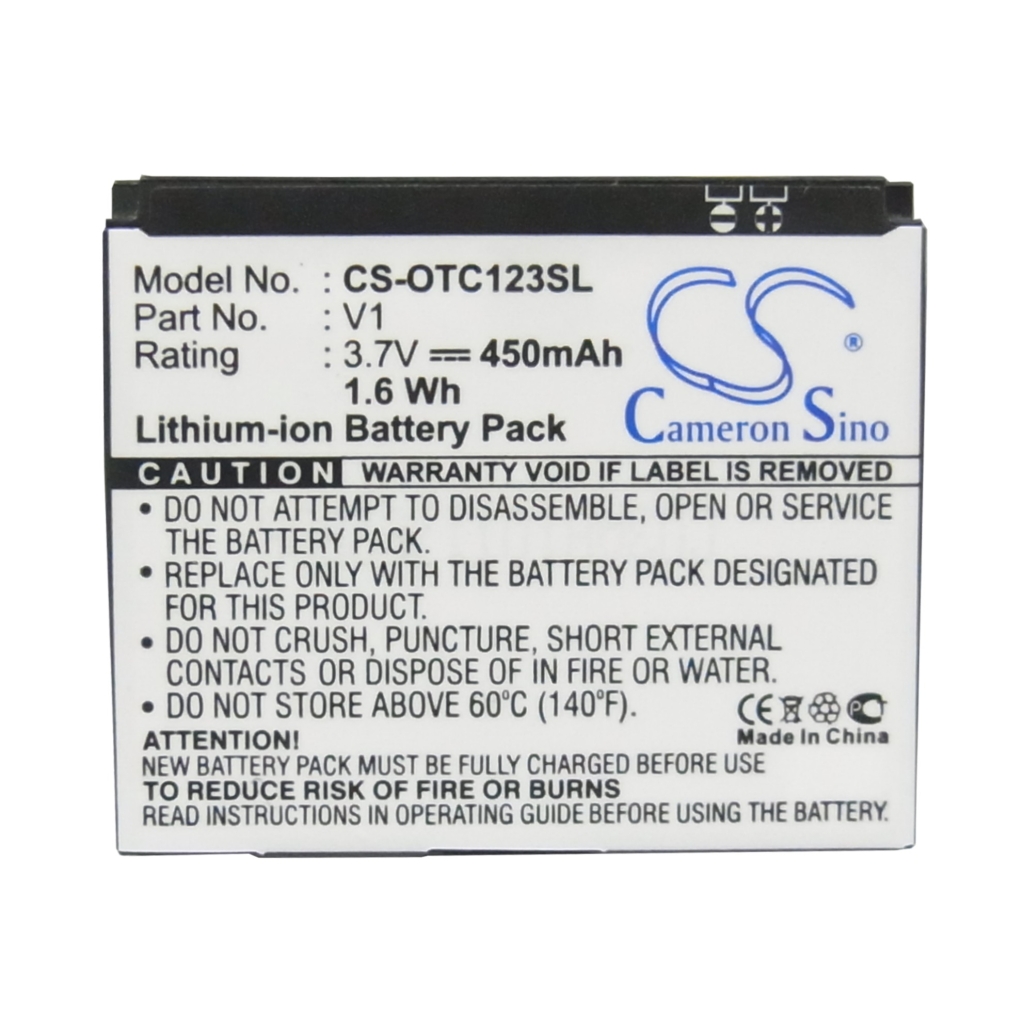 Model No. : CS-OTC123SL
Part No. : V1
Rating : 3.7V 450mAh
1.6 Wh
Lithium-ion Battery Pack
CS ®
Cameron Sino
CAUTION WARRANTY VOID IF LABEL IS REMOVED
• DO NOT ATTEMPT TO DISASSEMBLE, OPEN OR SERVICE
THE BATTERY PACK.
• REPLACE ONLY WITH THE BATTERY PACK DESIGNATED
FOR THIS PRODUCT.
• DO NOT CRUSH, PUNCTURE, SHORT EXTERNAL
CONTACTS OR DISPOSE OF IN FIRE OR WATER.
• DO NOT STORE ABOVE 60°C (140°F).
CE
Made In China
ATTENTION!
NEW BATTERY PACK MUST BE FULLY CHARGED BEFORE USE
TO REDUCE RISK OF FIRE OR BURNS
READ INSTRUCTIONS IN OPERATING GUIDE BEFORE USING THE BATTERY.